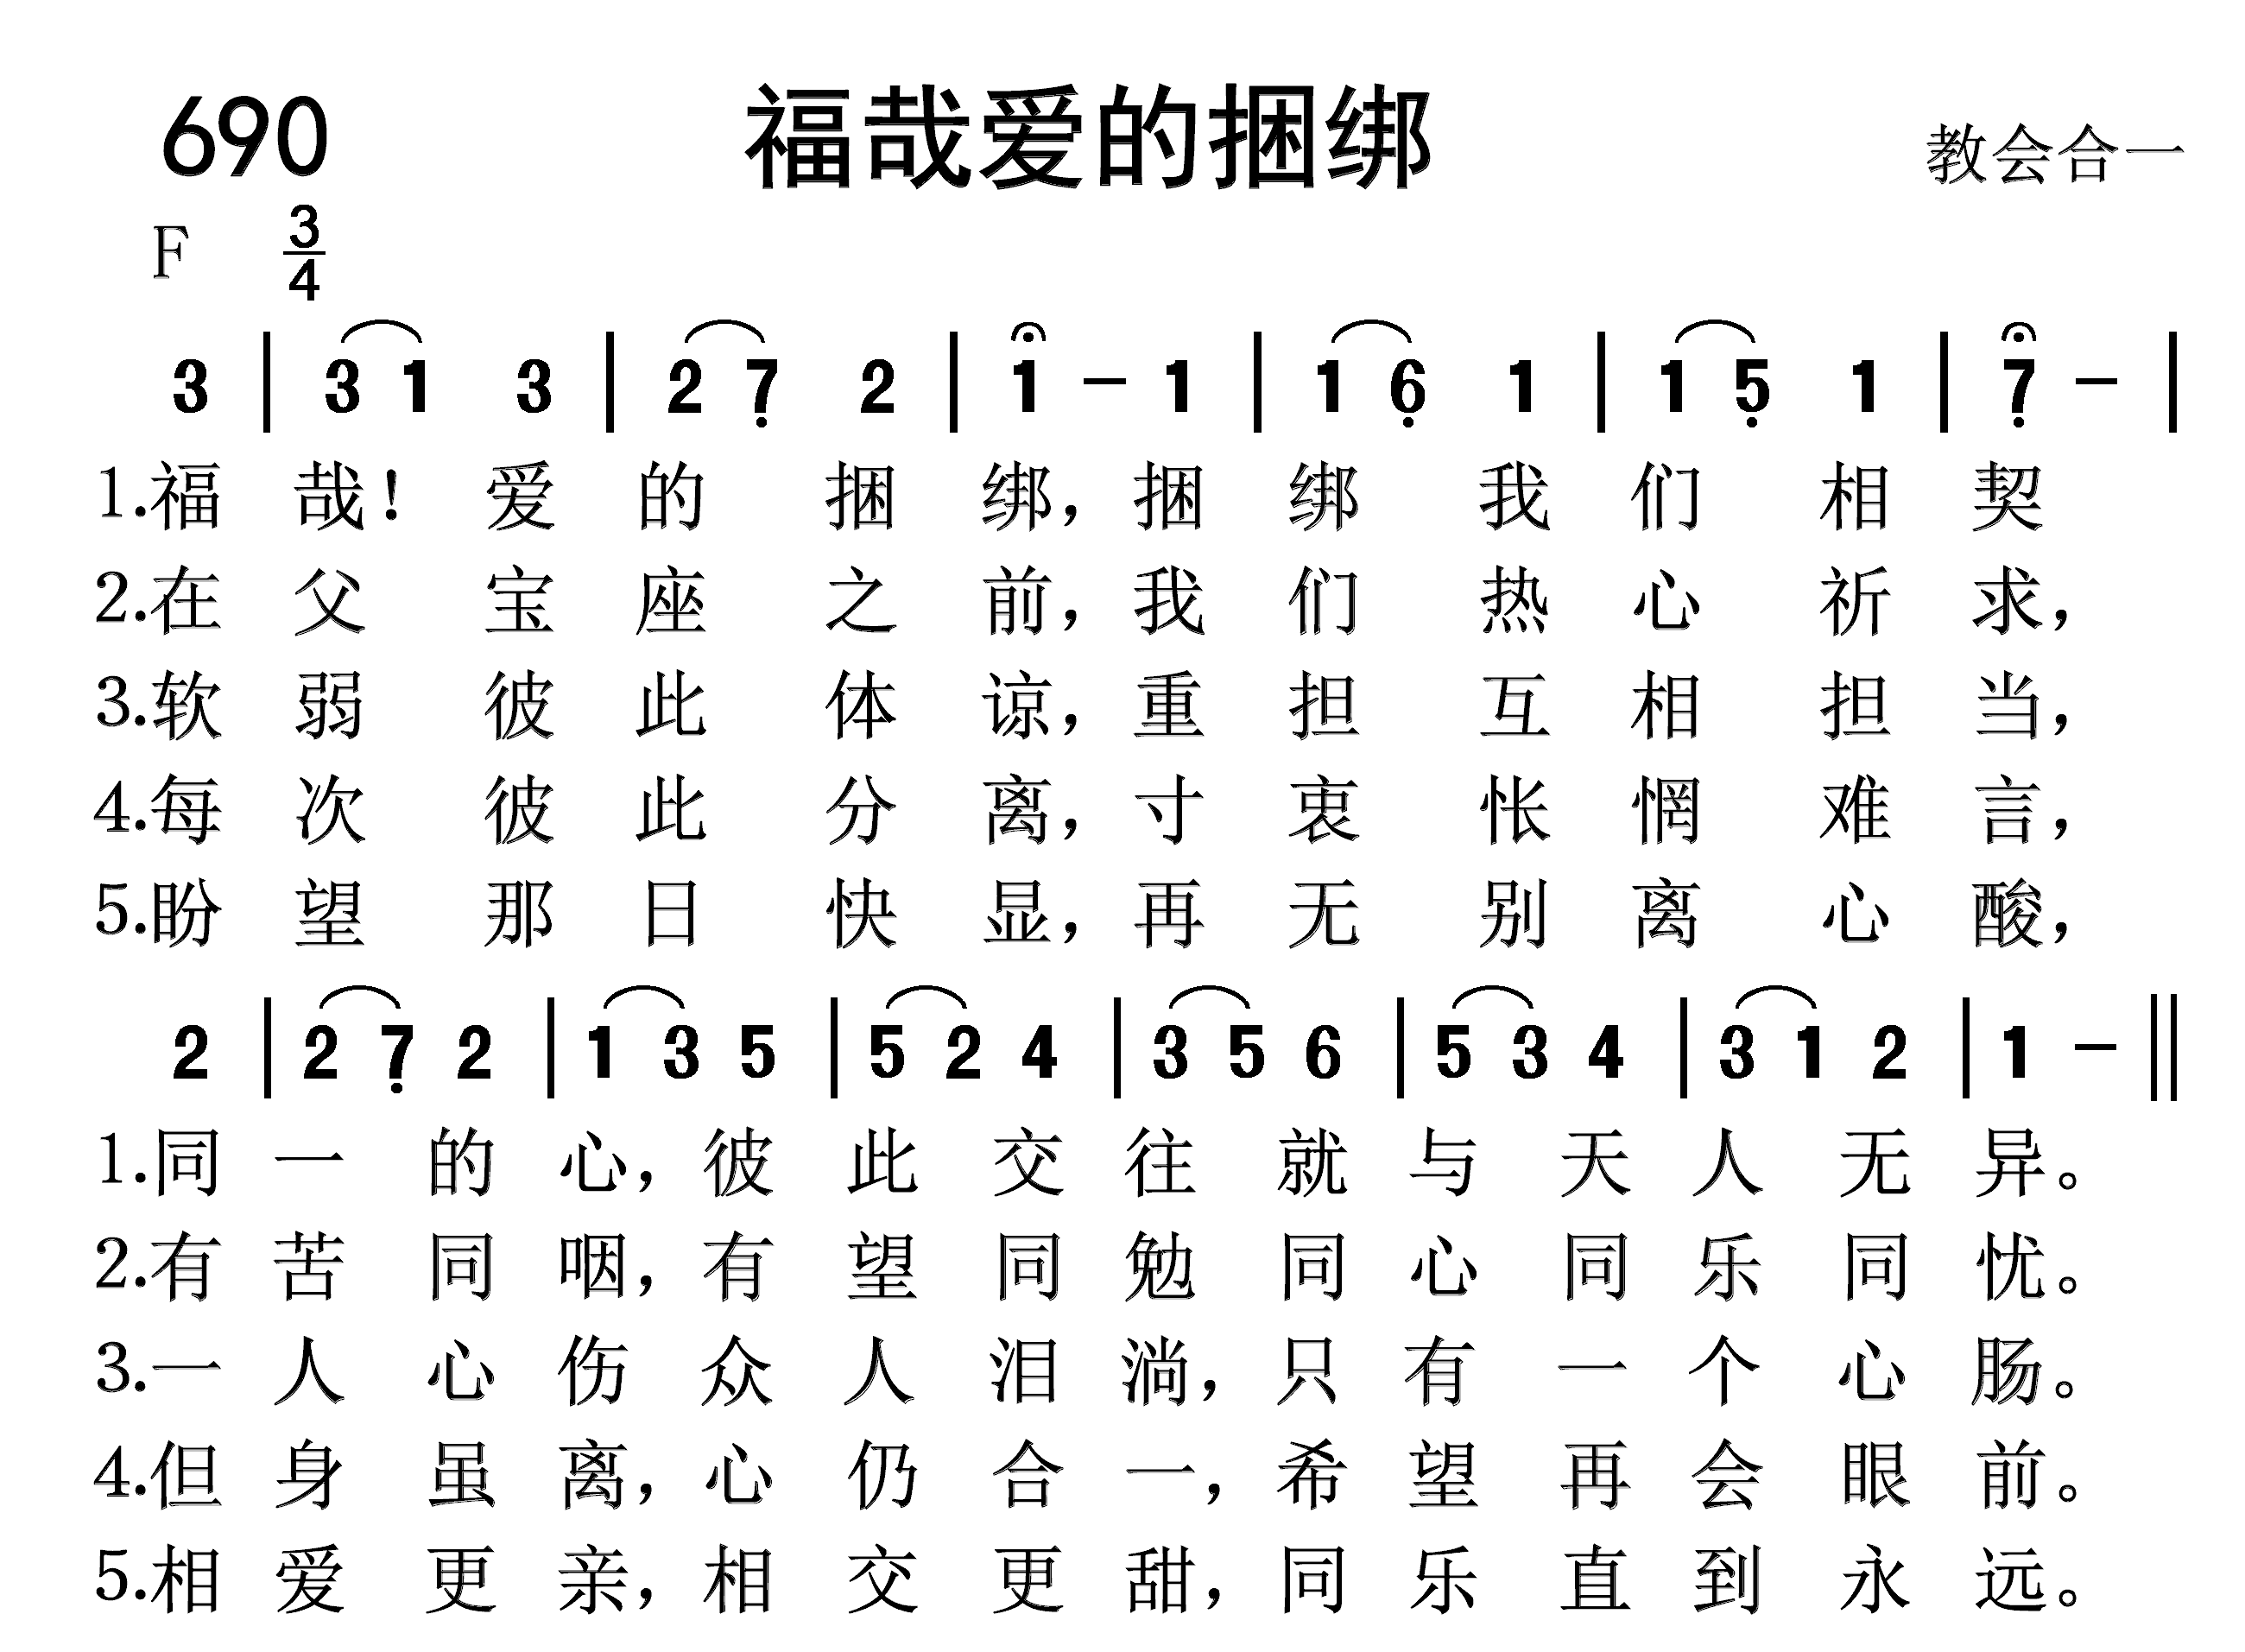 690 福哉爱的捆绑 教会合一
F 3/4
3 | 3 1 3 | 2 7̣ 2 | 1 – 1 | 1 6̣ 1 | 1 5̣ 1 | 7̣ – |
1.福哉！爱的捆绑，捆绑我们相契
2.在父宝座之前，我们热心祈求，
3.软弱彼此体谅，重担互相担当，
4.每次彼此分离，寸衷怅惘难言，
5.盼望那日快显，再无别离心酸，
2 | 2 7̣ 2 | 1 3 5 | 5 2 4 | 3 5 6 | 5 3 4 | 3 1 2 | 1 – ‖
1.同一的心，彼此交往就与天人无异。
2.有苦同咽，有望同勉同心同乐同忧。
3.一人心伤众人泪淌，只有一个心肠。
4.但身虽离，心仍合一，希望再会眼前。
5.相爱更亲，相交更甜，同乐直到永远。